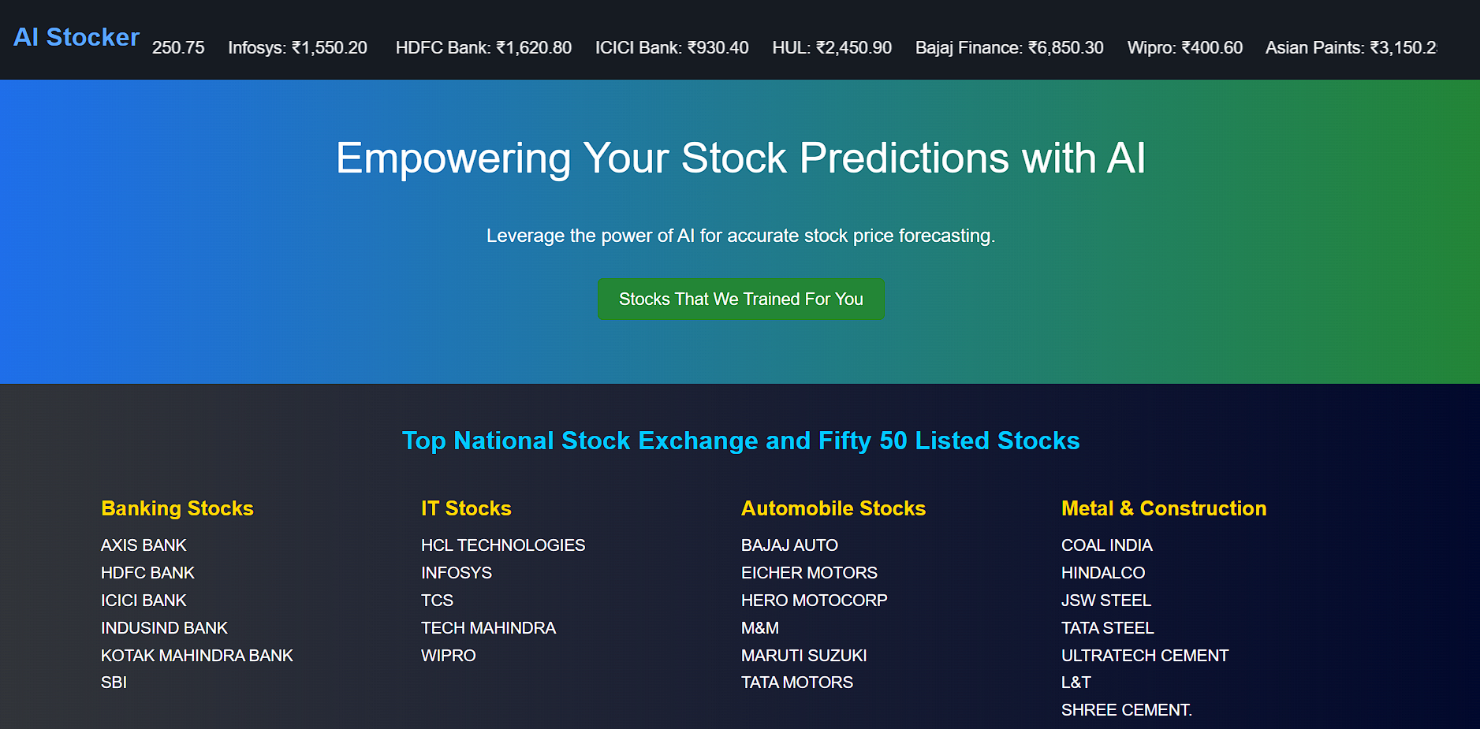 AI Stocker
250.75 Infosys: ₹1,550.20 HDFC Bank: ₹1,620.80 ICICI Bank: ₹930.40 HUL: ₹2,450.90 Bajaj Finance: ₹6,850.30 Wipro: ₹400.60 Asian Paints: ₹3,150.2
Empowering Your Stock Predictions with AI
Leverage the power of AI for accurate stock price forecasting.
Stocks That We Trained For You
Top National Stock Exchange and Fifty 50 Listed Stocks
Banking Stocks
AXIS BANK
HDFC BANK
ICICI BANK
INDUSIND BANK
KOTAK MAHINDRA BANK
SBI
IT Stocks
HCL TECHNOLOGIES
INFOSYS
TCS
TECH MAHINDRA
WIPRO
Automobile Stocks
BAJAJ AUTO
EICHER MOTORS
HERO MOTOCORP
M&M
MARUTI SUZUKI
TATA MOTORS
Metal & Construction
COAL INDIA
HINDALCO
JSW STEEL
TATA STEEL
ULTRATECH CEMENT
L&T
SHREE CEMENT.